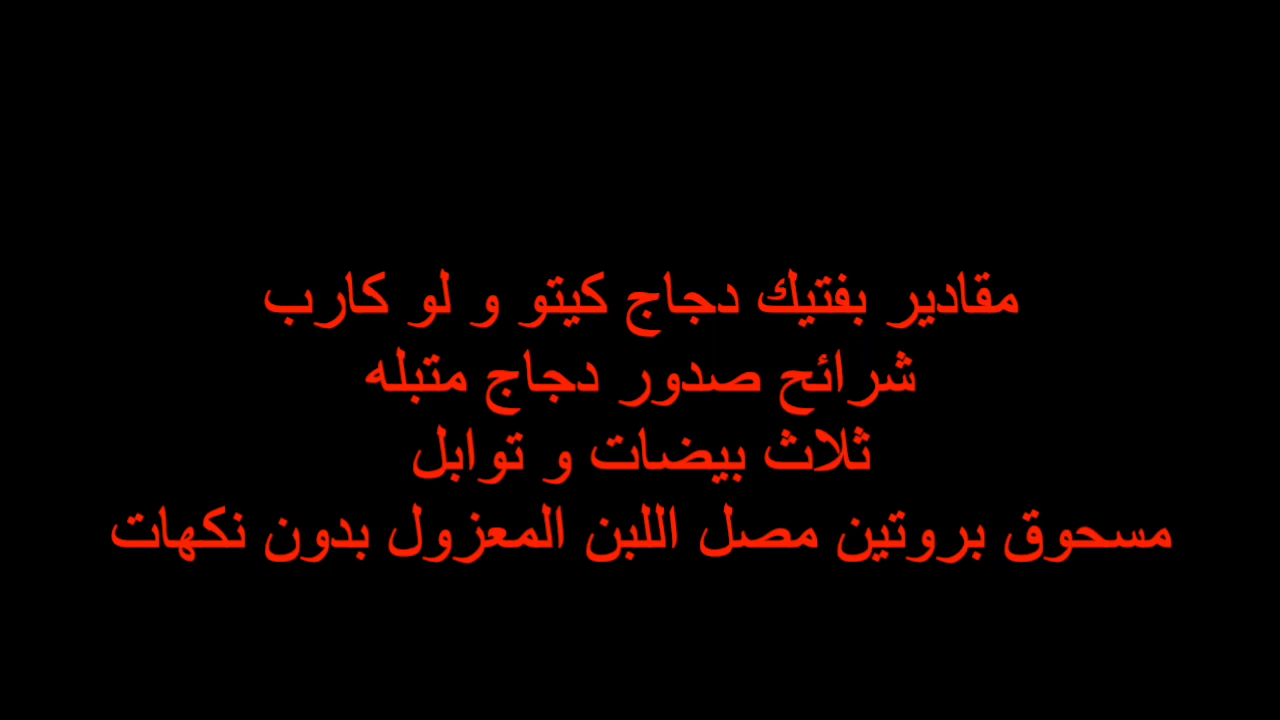 مقادير بفتيك دجاج كيتو و لو كارب
شرائح صدور دجاج متبله
ثلاث بيضات و توابل
مسحوق بروتين مصل اللبن المعزول بدون نكهات